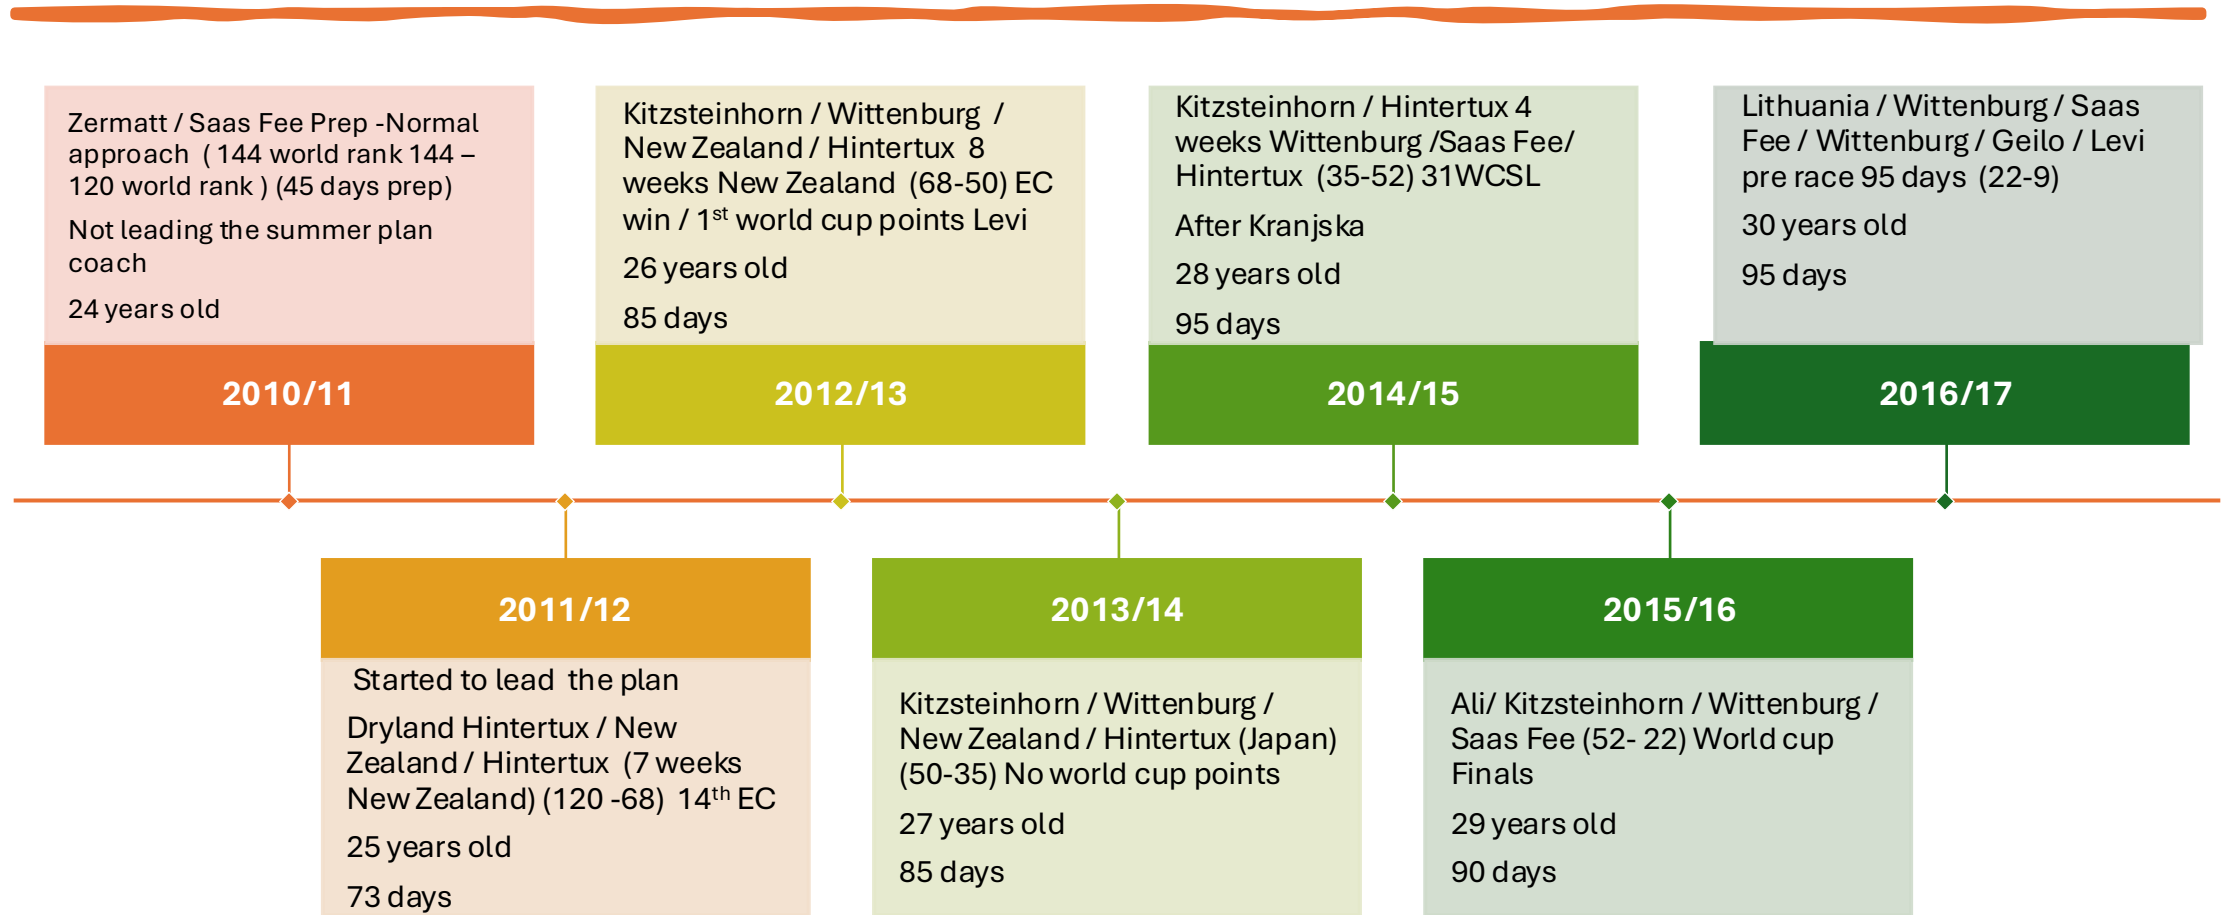 Zermatt / Saas Fee Prep -Normal
approach ( 144 world rank 144 –
120 world rank ) (45 days prep)
Not leading the summer plan
coach
24 years old
2010/11
Started to lead the plan
Dryland Hintertux / New
Zealand / Hintertux (7 weeks
New Zealand) (120 -68) 14th EC
25 years old
73 days
2011/12
Kitzsteinhorn / Wittenburg /
New Zealand / Hintertux 8
weeks New Zealand (68-50) EC
win / 1st world cup points Levi
26 years old
85 days
2012/13
2013/14
Kitzsteinhorn / Wittenburg /
New Zealand / Hintertux (Japan)
(50-35) No world cup points
27 years old
85 days
Kitzsteinhorn / Hintertux 4
weeks Wittenburg /Saas Fee/
Hintertux (35-52) 31WCSL
After Kranjska
28 years old
95 days
2014/15
2015/16
Ali/ Kitzsteinhorn / Wittenburg /
Saas Fee (52- 22) World cup
Finals
29 years old
90 days
Lithuania / Wittenburg / Saas
Fee / Wittenburg / Geilo / Levi
pre race 95 days (22-9)
30 years old
95 days
2016/17